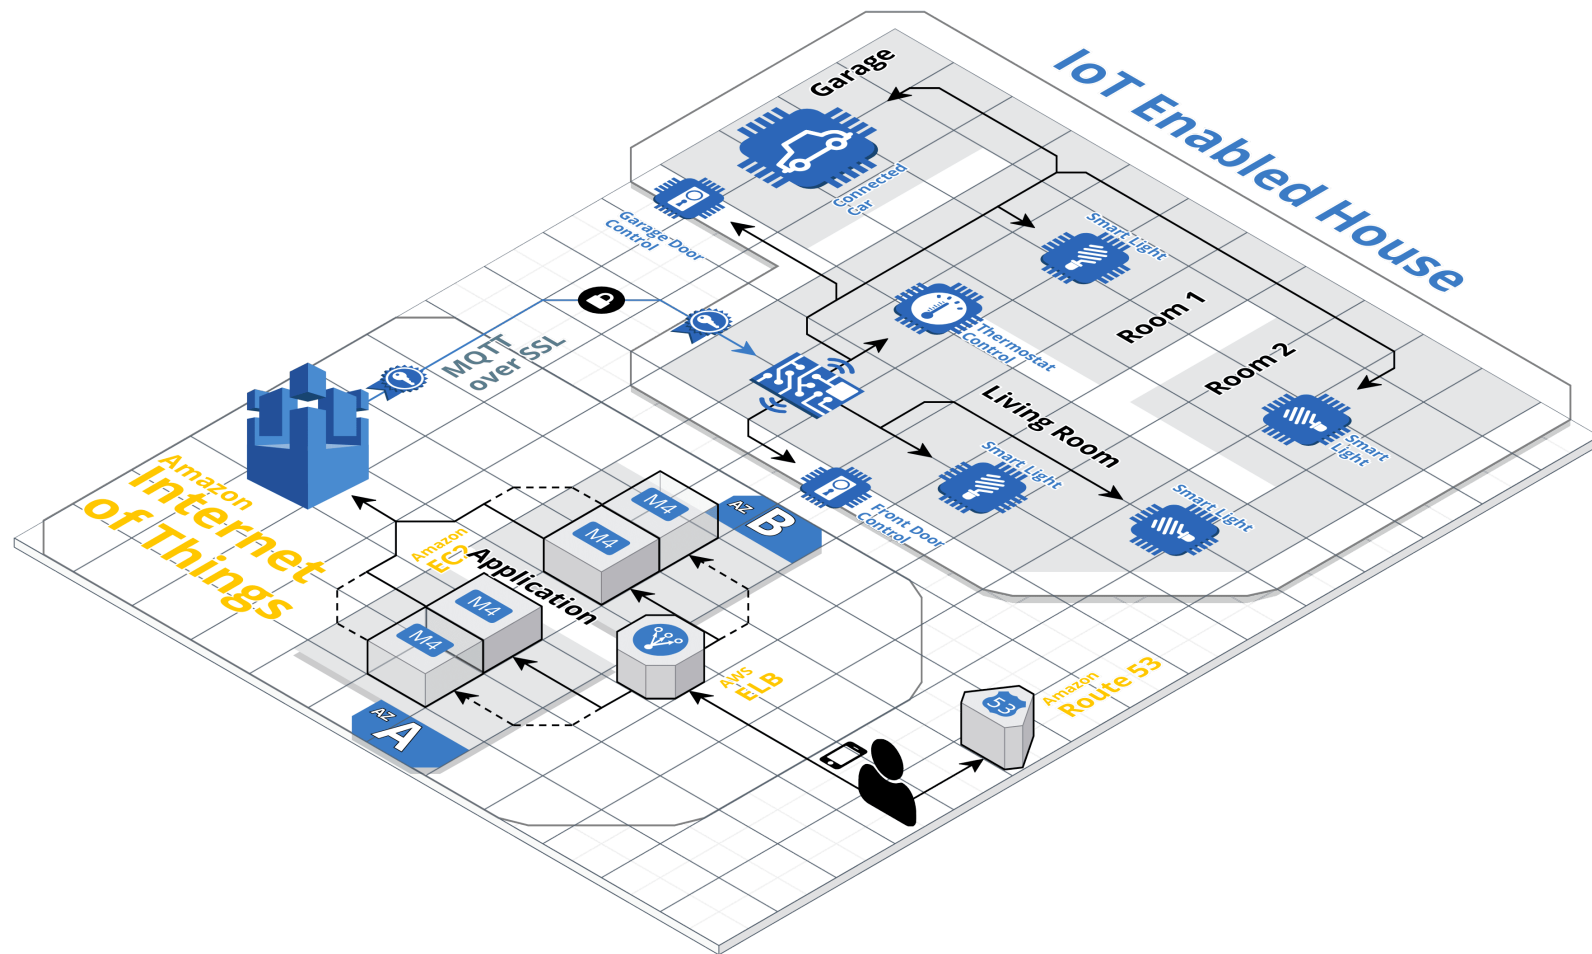 IoT Enabled House
Garage
Connected
Car
Garage Door
Control
Smart Light
Thermostat
Control
Room 1
Room 2
Smart
Light
Living Room
Smart Light
Smart Light
Front Door
Control
MQTT
over SSL
Amazon
Internet
of Things
Amazon
Application
M4
M4
AZ
B
M4
M4
AZ
A
AWS
ELB
Amazon
Route 53
53